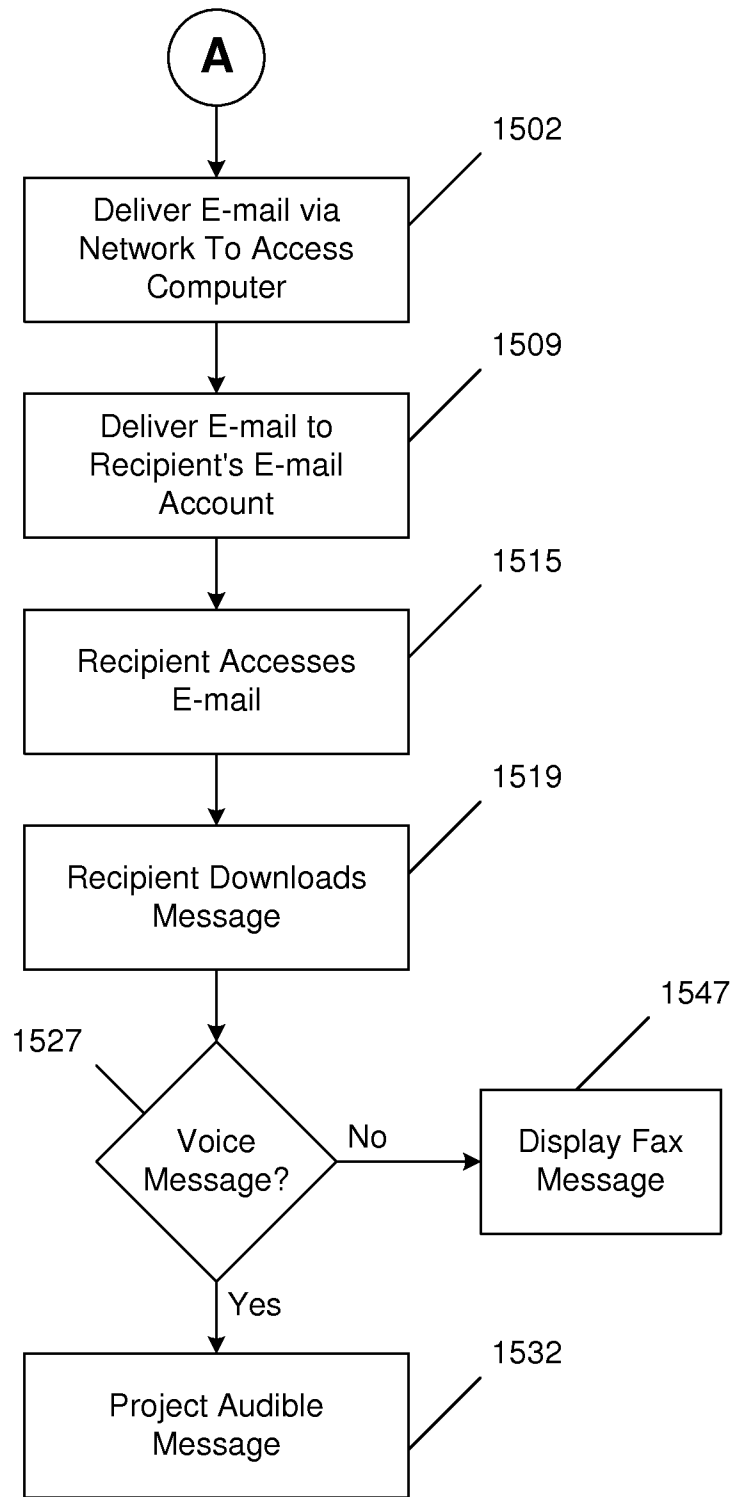 A
1502
Deliver E-mail via
Network To Access
Computer
1509
Deliver E-mail to
Recipient's E-mail
Account
1515
Recipient Accesses
E-mail
1519
Recipient Downloads
Message
1527
Voice
Message?
No
1547
Display Fax
Message
Yes
1532
Project Audible
Message